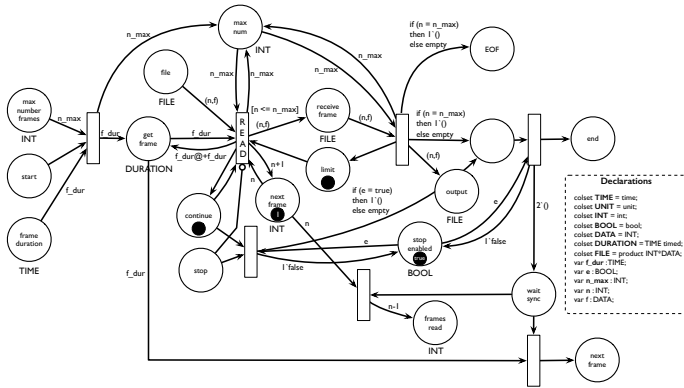 max
num
INT
n_max
n_max
n_max
n_max
n_max
if (n = n_max)
then 1`()
else empty
EOF
file
FILE
(n,f)
max
number
frames
INT
n_max
f_dur
get
frame
DURATION
f_dur
f_dur@+f_dur
READ
[n <= n_max]
(n,f)
receive
frame
FILE
(n,f)
if (n = n_max)
then 1`()
else empty
(n,f)
end
start
f_dur
frame
duration
TIME
n+1
n
limit
next
frame
1
INT
n
if (e = true)
then 1`()
else empty
output
FILE
continue
stop
e
1`false
stop
enabled
true
BOOL
e
1`false
2`()
f_dur
n-1
frames
read
INT
wait
sync
next
frame
Declarations
colset TIME = time;
colset UNIT = unit;
colset INT = int;
colset BOOL = bool;
colset DATA = INT;
colset DURATION = TIME timed;
colset FILE = product INT*DATA;
var f_dur : TIME;
var e : BOOL;
var n_max : INT;
var n : INT;
var f : DATA;